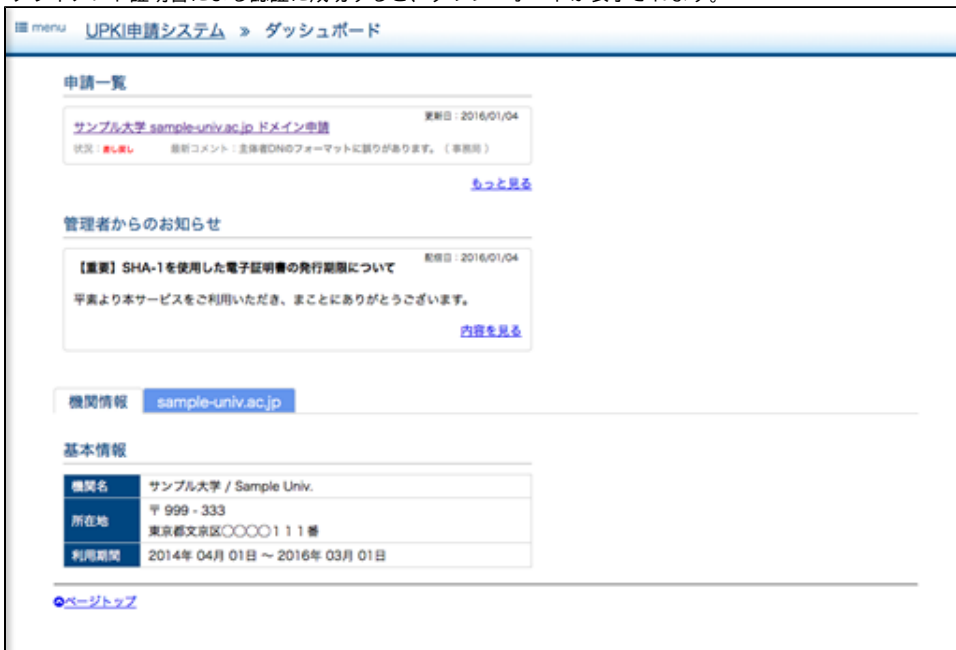 menu UPKI申請システム » ダッシュボード
申請一覧
更新日：2016/01/04
サンプル大学 sample-univ.ac.jp ドメイン申請
状況：差し戻し 最新コメント：主体者DNのフォーマットに誤りがあります。（事務局）
もっと見る
管理者からのお知らせ
配信日：2016/01/04
【重要】SHA-1を使用した電子証明書の発行期限について
平素より本サービスをご利用いただき、まことにありがとうございます。
内容を見る
機関情報 sample-univ.ac.jp
基本情報
機関名 サンプル大学 / Sample Univ.
所在地 〒 999 - 333
東京都文京区〇〇〇〇１１１番
利用期間 2014年 04月 01日 ～ 2016年 03月 01日
ページトップ